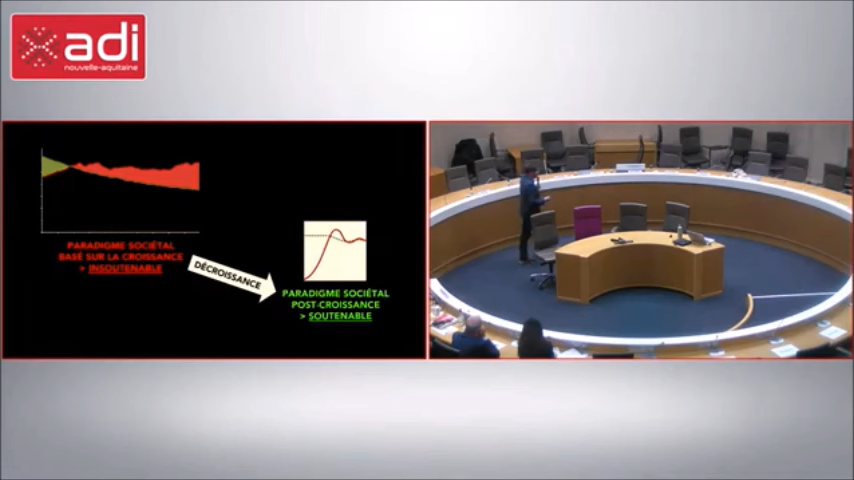 adi
nouvelle-aquitaine
PARADIGME SOCIÉTAL
BASÉ SUR LA CROISSANCE
> INSOUTENABLE
DÉCROISSANCE
PARADIGME SOCIÉTAL
POST-CROISSANCE
> SOUTENABLE